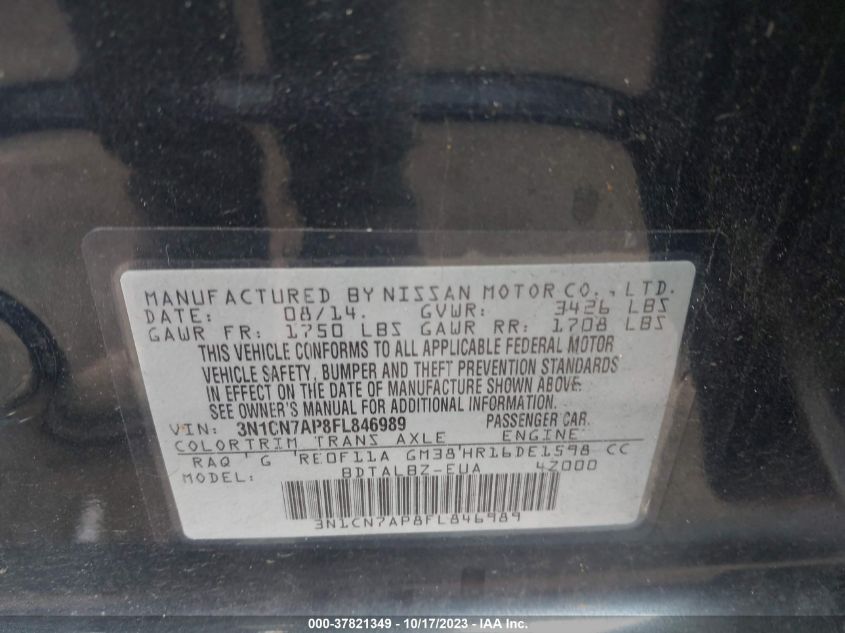 MANUFACTURED BY NISSAN MOTOR CO., LTD.
DATE: 08/14. GVWR: 3426 LBS
GAWR FR: 1750 LBS GAWR RR: 1708 LBS
THIS VEHICLE CONFORMS TO ALL APPLICABLE FEDERAL MOTOR
VEHICLE SAFETY, BUMPER AND THEFT PREVENTION STANDARDS
IN EFFECT ON THE DATE OF MANUFACTURE SHOWN ABOVE.
SEE OWNER'S MANUAL FOR ADDITIONAL INFORMATION.
VIN: 3N1CN7AP8FL846989 PASSENGER CAR.
COLOR TRIM TRANS AXLE ENGINE
RAQ G RE0F11A GM38 HR16DE1598 CC
MODEL: BDTALBZ-EUA 4Z000
3N1CN7AP8FL846989
000-37821349 - 10/17/2023 - IAA Inc.